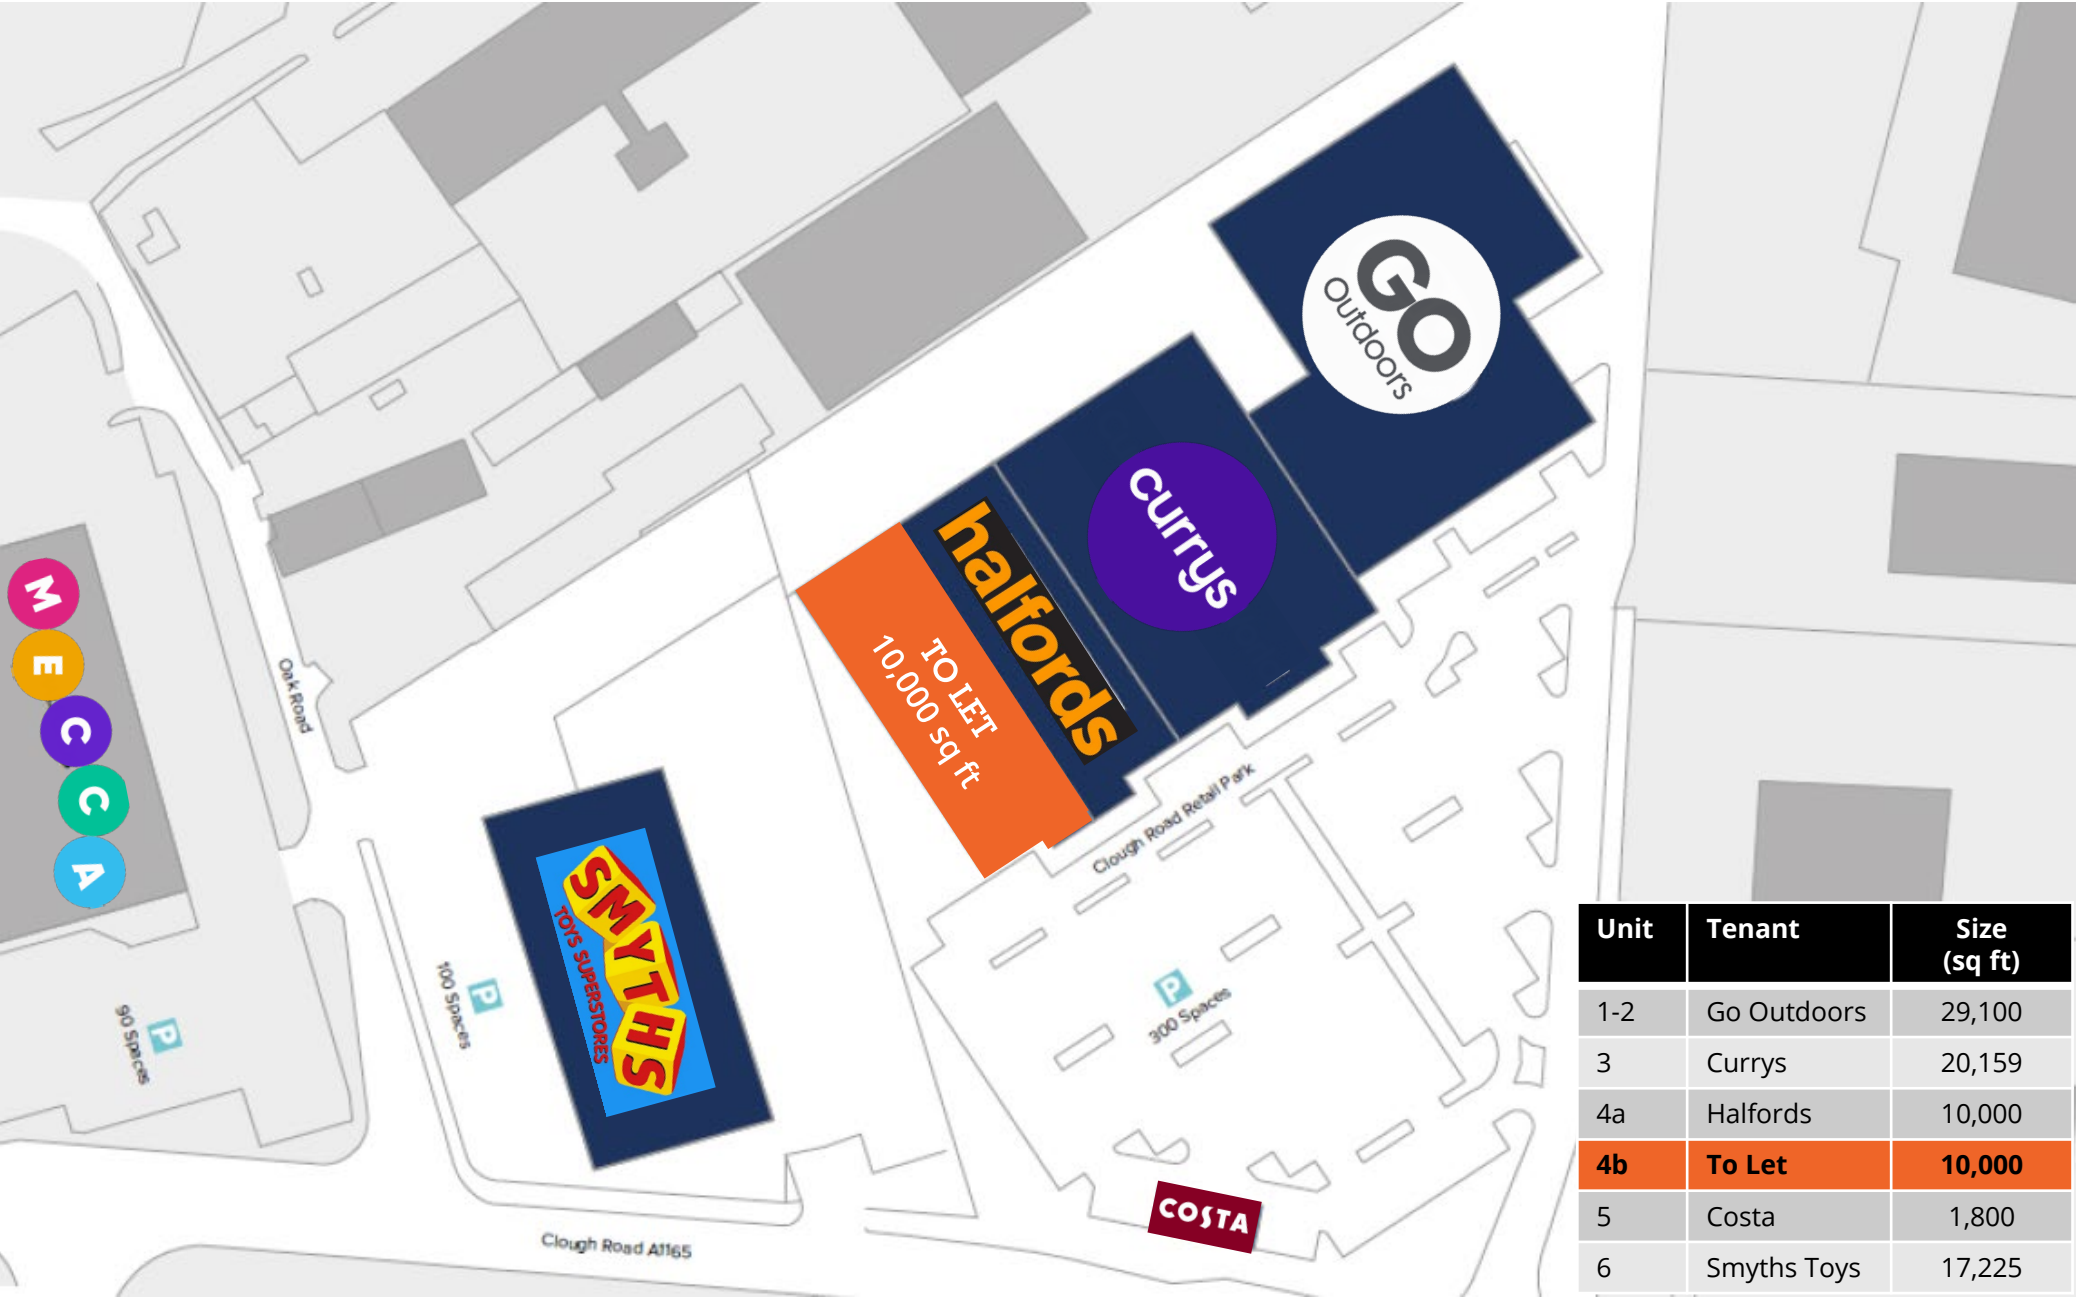 GO
Outdoors
currys
halfords
TO LET
10,000 sq ft
M
E
C
C
A
Oak Road
SMYTHS
TOYS SUPERSTORES
Clough Road Retail Park
P
100 Spaces
P
90 Spaces
P
300 Spaces
COSTA
Clough Road A1165
Unit Tenant Size
(sq ft)
1-2 Go Outdoors 29,100
3 Currys 20,159
4a Halfords 10,000
4b To Let 10,000
5 Costa 1,800
6 Smyths Toys 17,225